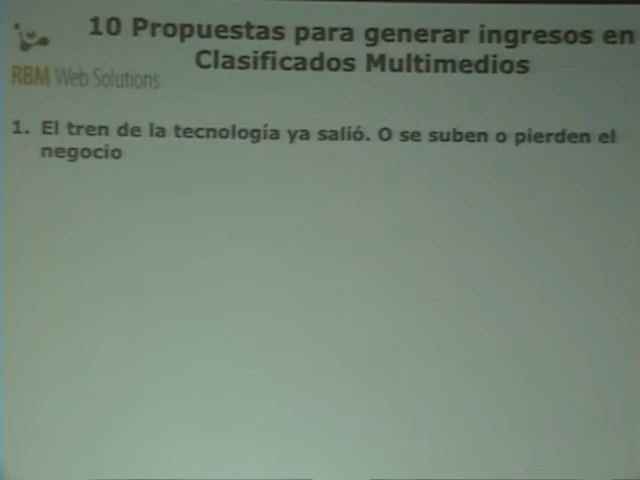 10 Propuestas para generar ingresos en
Clasificados Multimedios
RBM Web Solutions
1. El tren de la tecnología ya salió. O se suben o pierden el
negocio